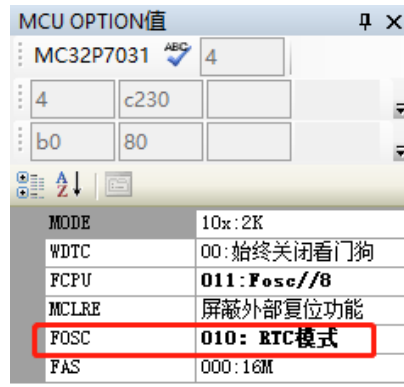 MCU OPTION值
MC32P7031 ABC 4
4 c230
b0 80
A Z
MODE 10x:2K
WDTC 00:始终关闭看门狗
FCPU 011:Fosc//8
MCLRE 屏蔽外部复位功能
FOSC 010: RTC模式
FAS 000:16M